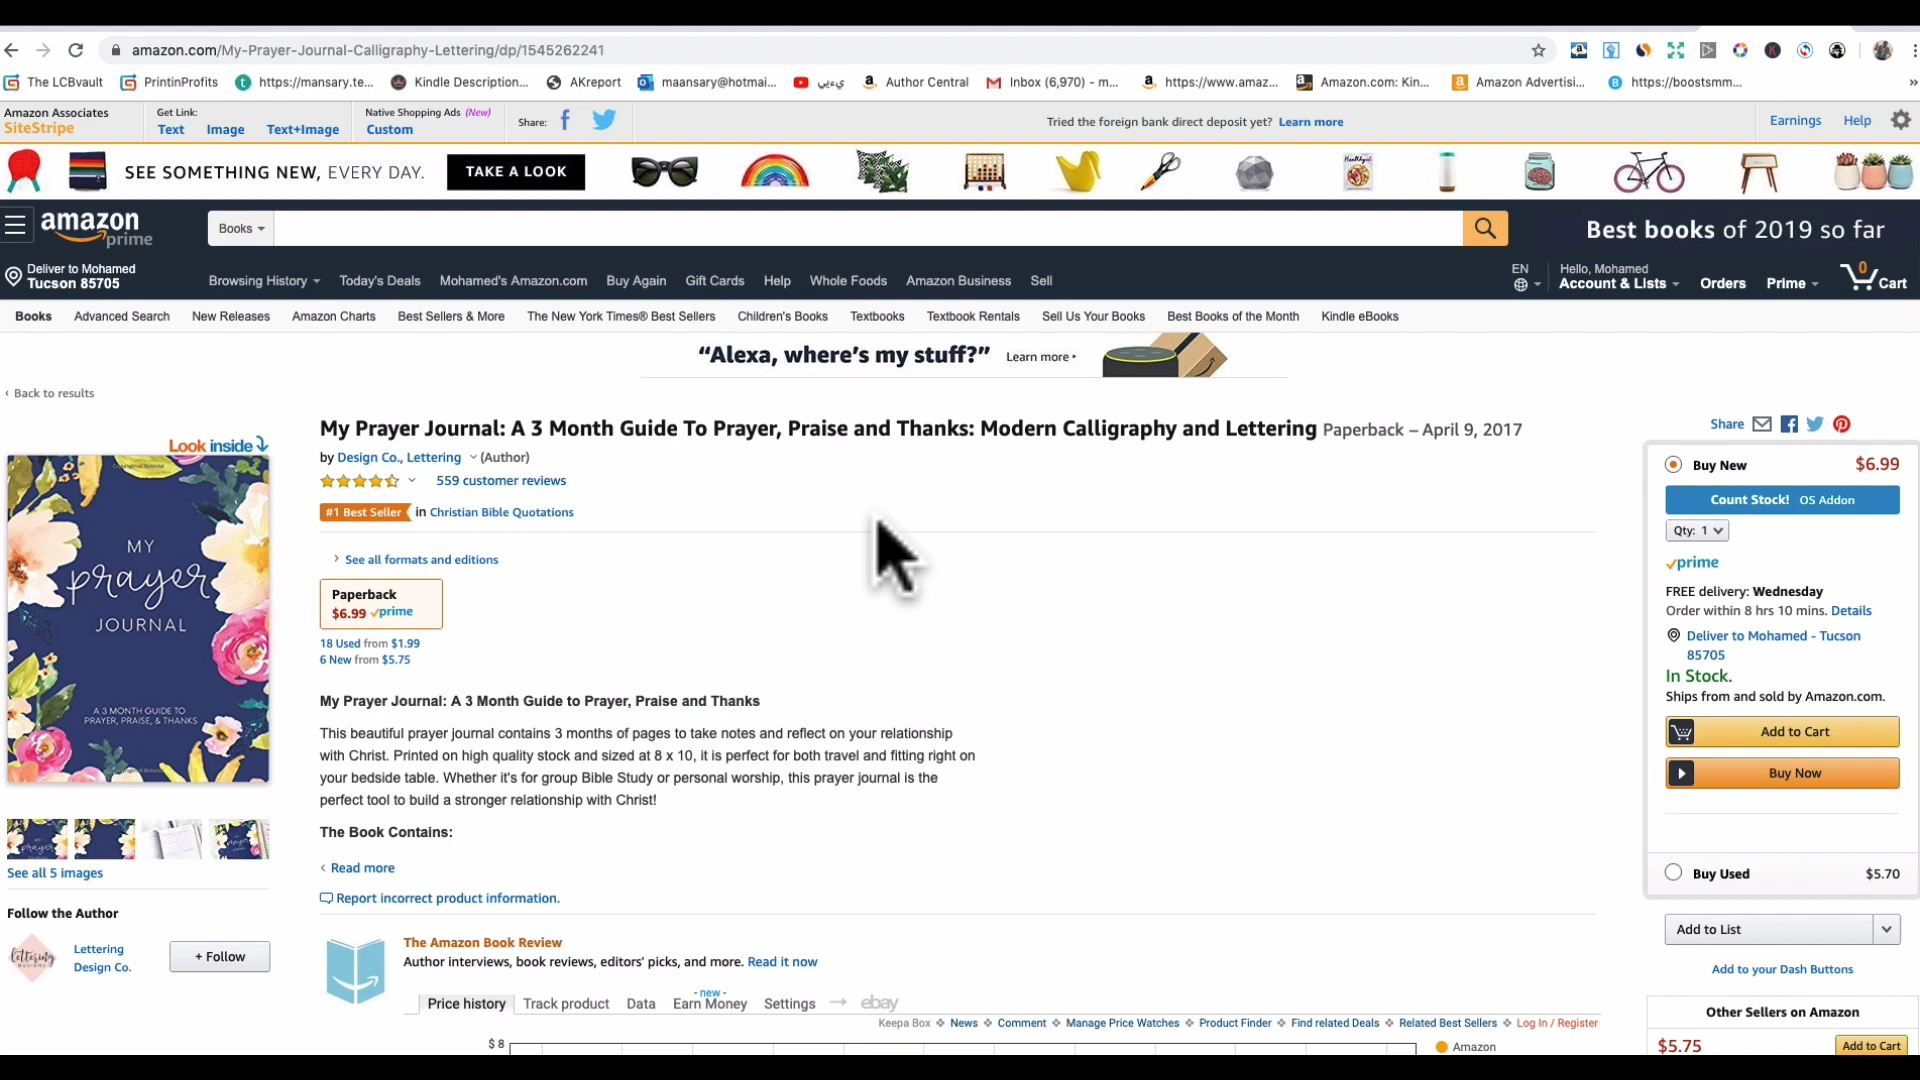 amazon.com/My-Prayer-Journal-Calligraphy-Lettering/dp/1545262241
The LCBvault PrintinProfits https://mansary.te... Kindle Description... AKreport maansary@hotmai... Author Central Inbox (6,970) – m... https://www.amaz... Amazon.com: Kin... Amazon Advertisi... https://boostsmm... »
Amazon Associates
SiteStripe
Get Link:
Text Image Text+Image
Native Shopping Ads (New)
Custom
Share:
Tried the foreign bank direct deposit yet? Learn more
Earnings Help
SEE SOMETHING NEW, EVERY DAY. TAKE A LOOK
amazon prime
Books
Best books of 2019 so far
Deliver to Mohamed
Tucson 85705
Browsing History Today's Deals Mohamed's Amazon.com Buy Again Gift Cards Help Whole Foods Amazon Business Sell
EN
Hello, Mohamed
Account & Lists
Orders
Prime
0
Cart
Books Advanced Search New Releases Amazon Charts Best Sellers & More The New York Times® Best Sellers Children's Books Textbooks Textbook Rentals Sell Us Your Books Best Books of the Month Kindle eBooks
“Alexa, where’s my stuff?” Learn more
‹ Back to results
Look inside
MY
prayer
JOURNAL
A 3 MONTH GUIDE TO
PRAYER, PRAISE, & THANKS
See all 5 images
Follow the Author
Lettering
Design Co.
+ Follow
My Prayer Journal: A 3 Month Guide To Prayer, Praise and Thanks: Modern Calligraphy and Lettering Paperback – April 9, 2017
by Design Co., Lettering (Author)
559 customer reviews
#1 Best Seller in Christian Bible Quotations
See all formats and editions
Paperback
$6.99 prime
18 Used from $1.99
6 New from $5.75
My Prayer Journal: A 3 Month Guide to Prayer, Praise and Thanks
This beautiful prayer journal contains 3 months of pages to take notes and reflect on your relationship
with Christ. Printed on high quality stock and sized at 8 x 10, it is perfect for both travel and fitting right on
your bedside table. Whether it's for group Bible Study or personal worship, this prayer journal is the
perfect tool to build a stronger relationship with Christ!
The Book Contains:
‹ Read more
Report incorrect product information.
The Amazon Book Review
Author interviews, book reviews, editors' picks, and more. Read it now
- new -
Price history Track product Data Earn Money Settings → ebay
Keepa Box News Comment Manage Price Watches Product Finder Find related Deals Related Best Sellers Log In / Register
$ 8
Amazon
Share
Buy New $6.99
Count Stock! OS Addon
Qty: 1
prime
FREE delivery: Wednesday
Order within 8 hrs 10 mins. Details
Deliver to Mohamed - Tucson
85705
In Stock.
Ships from and sold by Amazon.com.
Add to Cart
Buy Now
Buy Used $5.70
Add to List
Add to your Dash Buttons
Other Sellers on Amazon
$5.75 Add to Cart